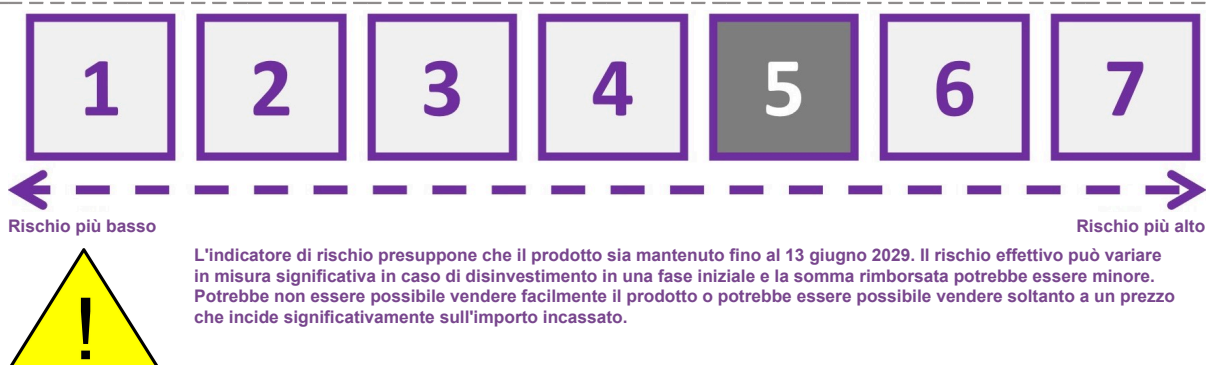 1 2 3 4 5 6 7
Rischio più basso Rischio più alto
!
L'indicatore di rischio presuppone che il prodotto sia mantenuto fino al 13 giugno 2029. Il rischio effettivo può variare
in misura significativa in caso di disinvestimento in una fase iniziale e la somma rimborsata potrebbe essere minore.
Potrebbe non essere possibile vendere facilmente il prodotto o potrebbe essere possibile vendere soltanto a un prezzo
che incide significativamente sull'importo incassato.